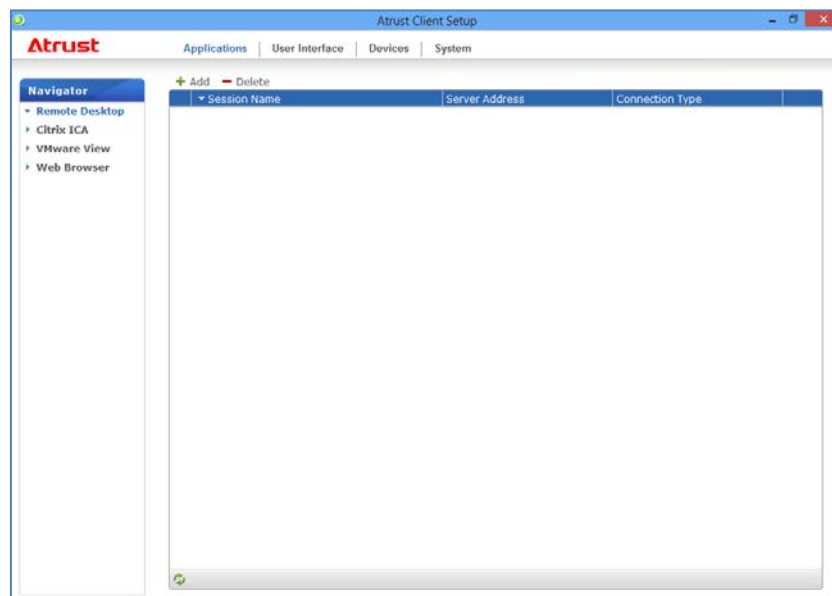 Atrust Client Setup
Atrust
Applications User Interface Devices System
Add Delete
Navigator
Session Name Server Address Connection Type
Remote Desktop
Citrix ICA
VMware View
Web Browser